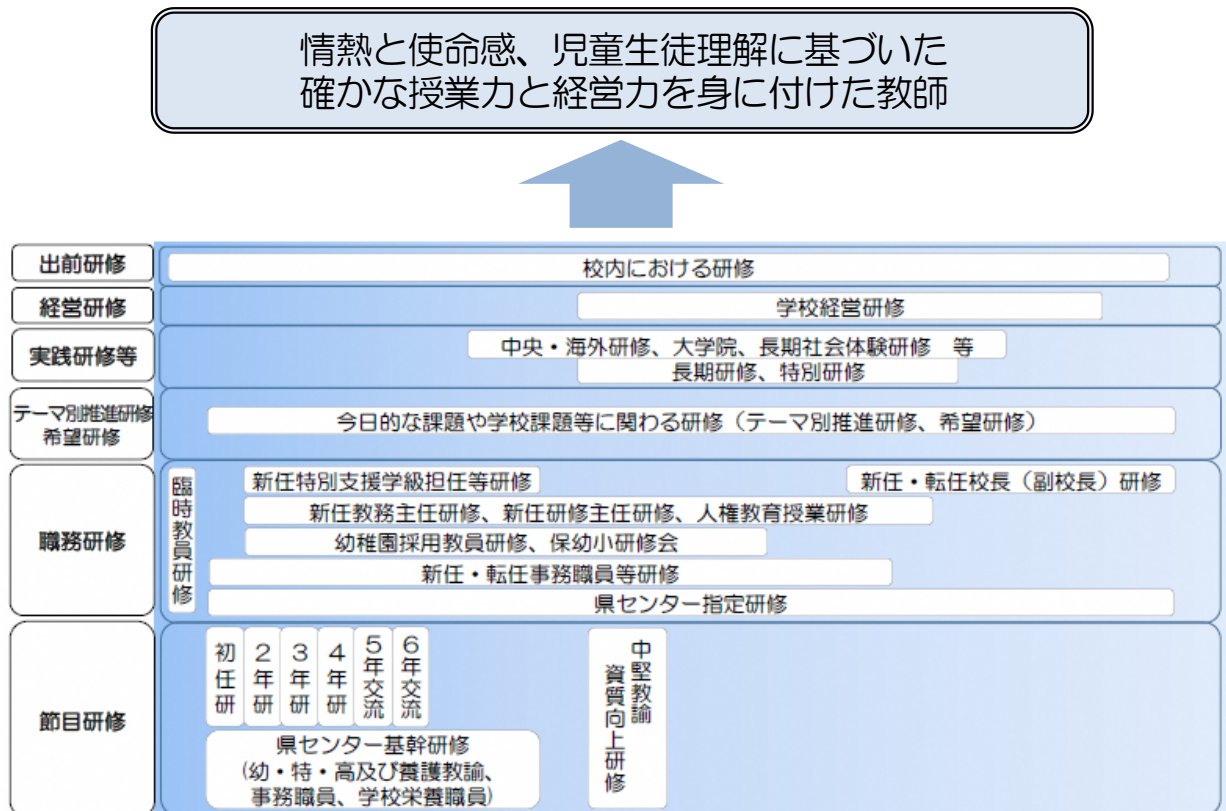 情熱と使命感、児童生徒理解に基づいた
確かな授業力と経営力を身に付けた教師
出前研修
校内における研修
経営研修
学校経営研修
実践研修等
中央・海外研修、大学院、長期社会体験研修　等
長期研修、特別研修
テーマ別推進研修
希望研修
今日的な課題や学校課題等に関わる研修（テーマ別推進研修、希望研修）
職務研修
臨時教員研修
新任特別支援学級担任等研修
新任・転任校長（副校長）研修
新任教務主任研修、新任研修主任研修、人権教育授業研修
幼稚園採用教員研修、保幼小研修会
新任・転任事務職員等研修
県センター指定研修
節目研修
初任研
２年研
３年研
４年研
５年交流
６年交流
中堅教諭
資質向上研修
県センター基幹研修
(幼・特・高及び養護教諭、
事務職員、学校栄養職員)